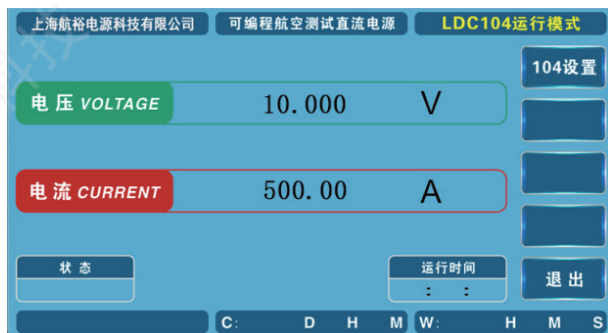 上海航裕电源科技有限公司 可编程航空测试直流电源 LDC104运行模式
104设置
电压 VOLTAGE 10.000 V
电流 CURRENT 500.00 A
状态 运行时间 退出
: :
C: D H M W: H M S